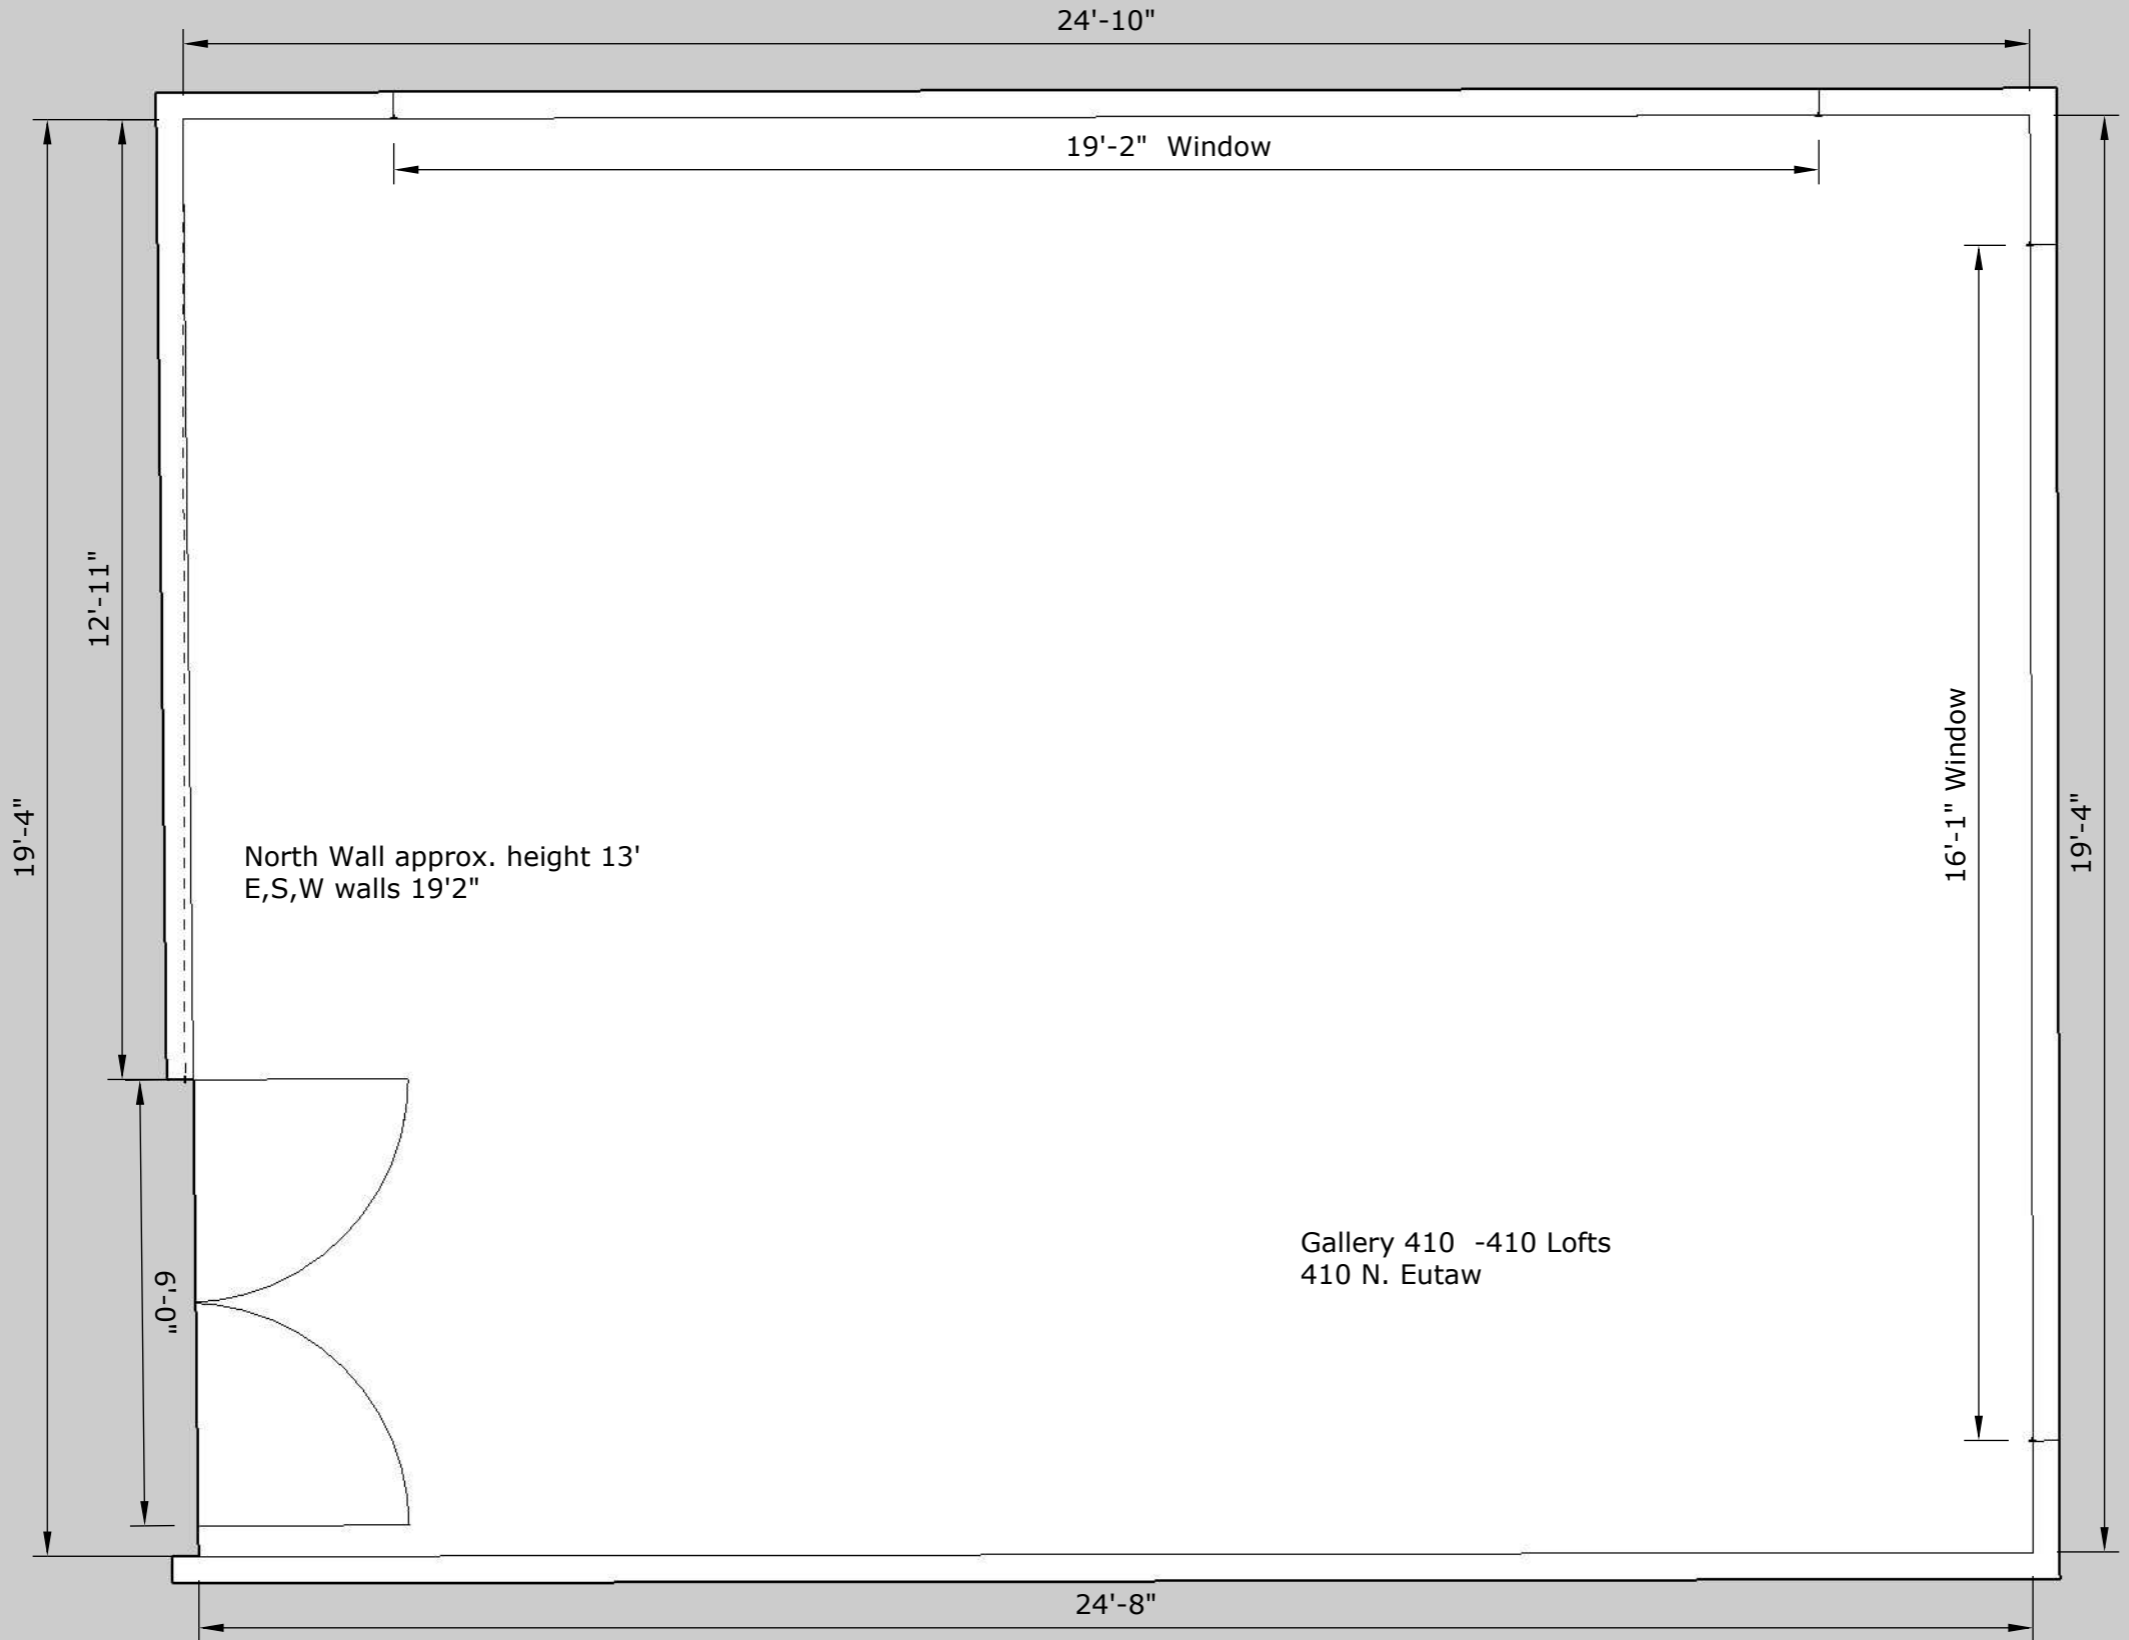 24'-10"
19'-2"  Window
12'-11"
16'-1" Window
19'-4"
19'-4"
North Wall approx. height 13'
E,S,W walls 19'2"
6'-0"
Gallery 410  -410 Lofts
410 N. Eutaw
24'-8"